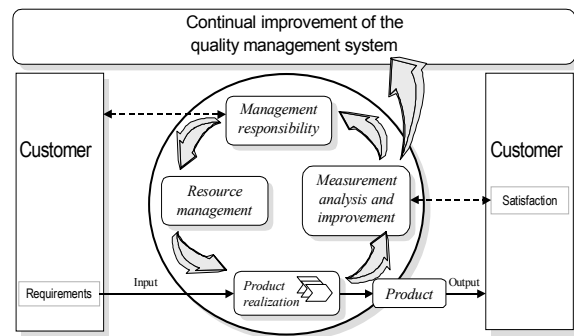 Continual improvement of the
quality management system
Customer
Management
responsibility
Customer
Resource
management
Measurement
analysis and
improvement
Satisfaction
Requirements
Input
Product
realization
Product
Output